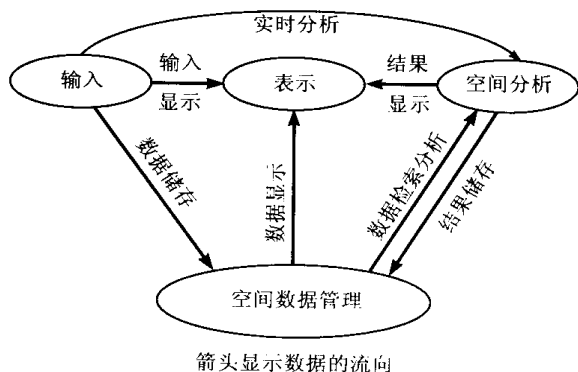 实时分析
输入
输入
显示
表示
结果
显示
空间分析
数据储存
数据显示
数据检索分析
结果储存
空间数据管理
箭头显示数据的流向